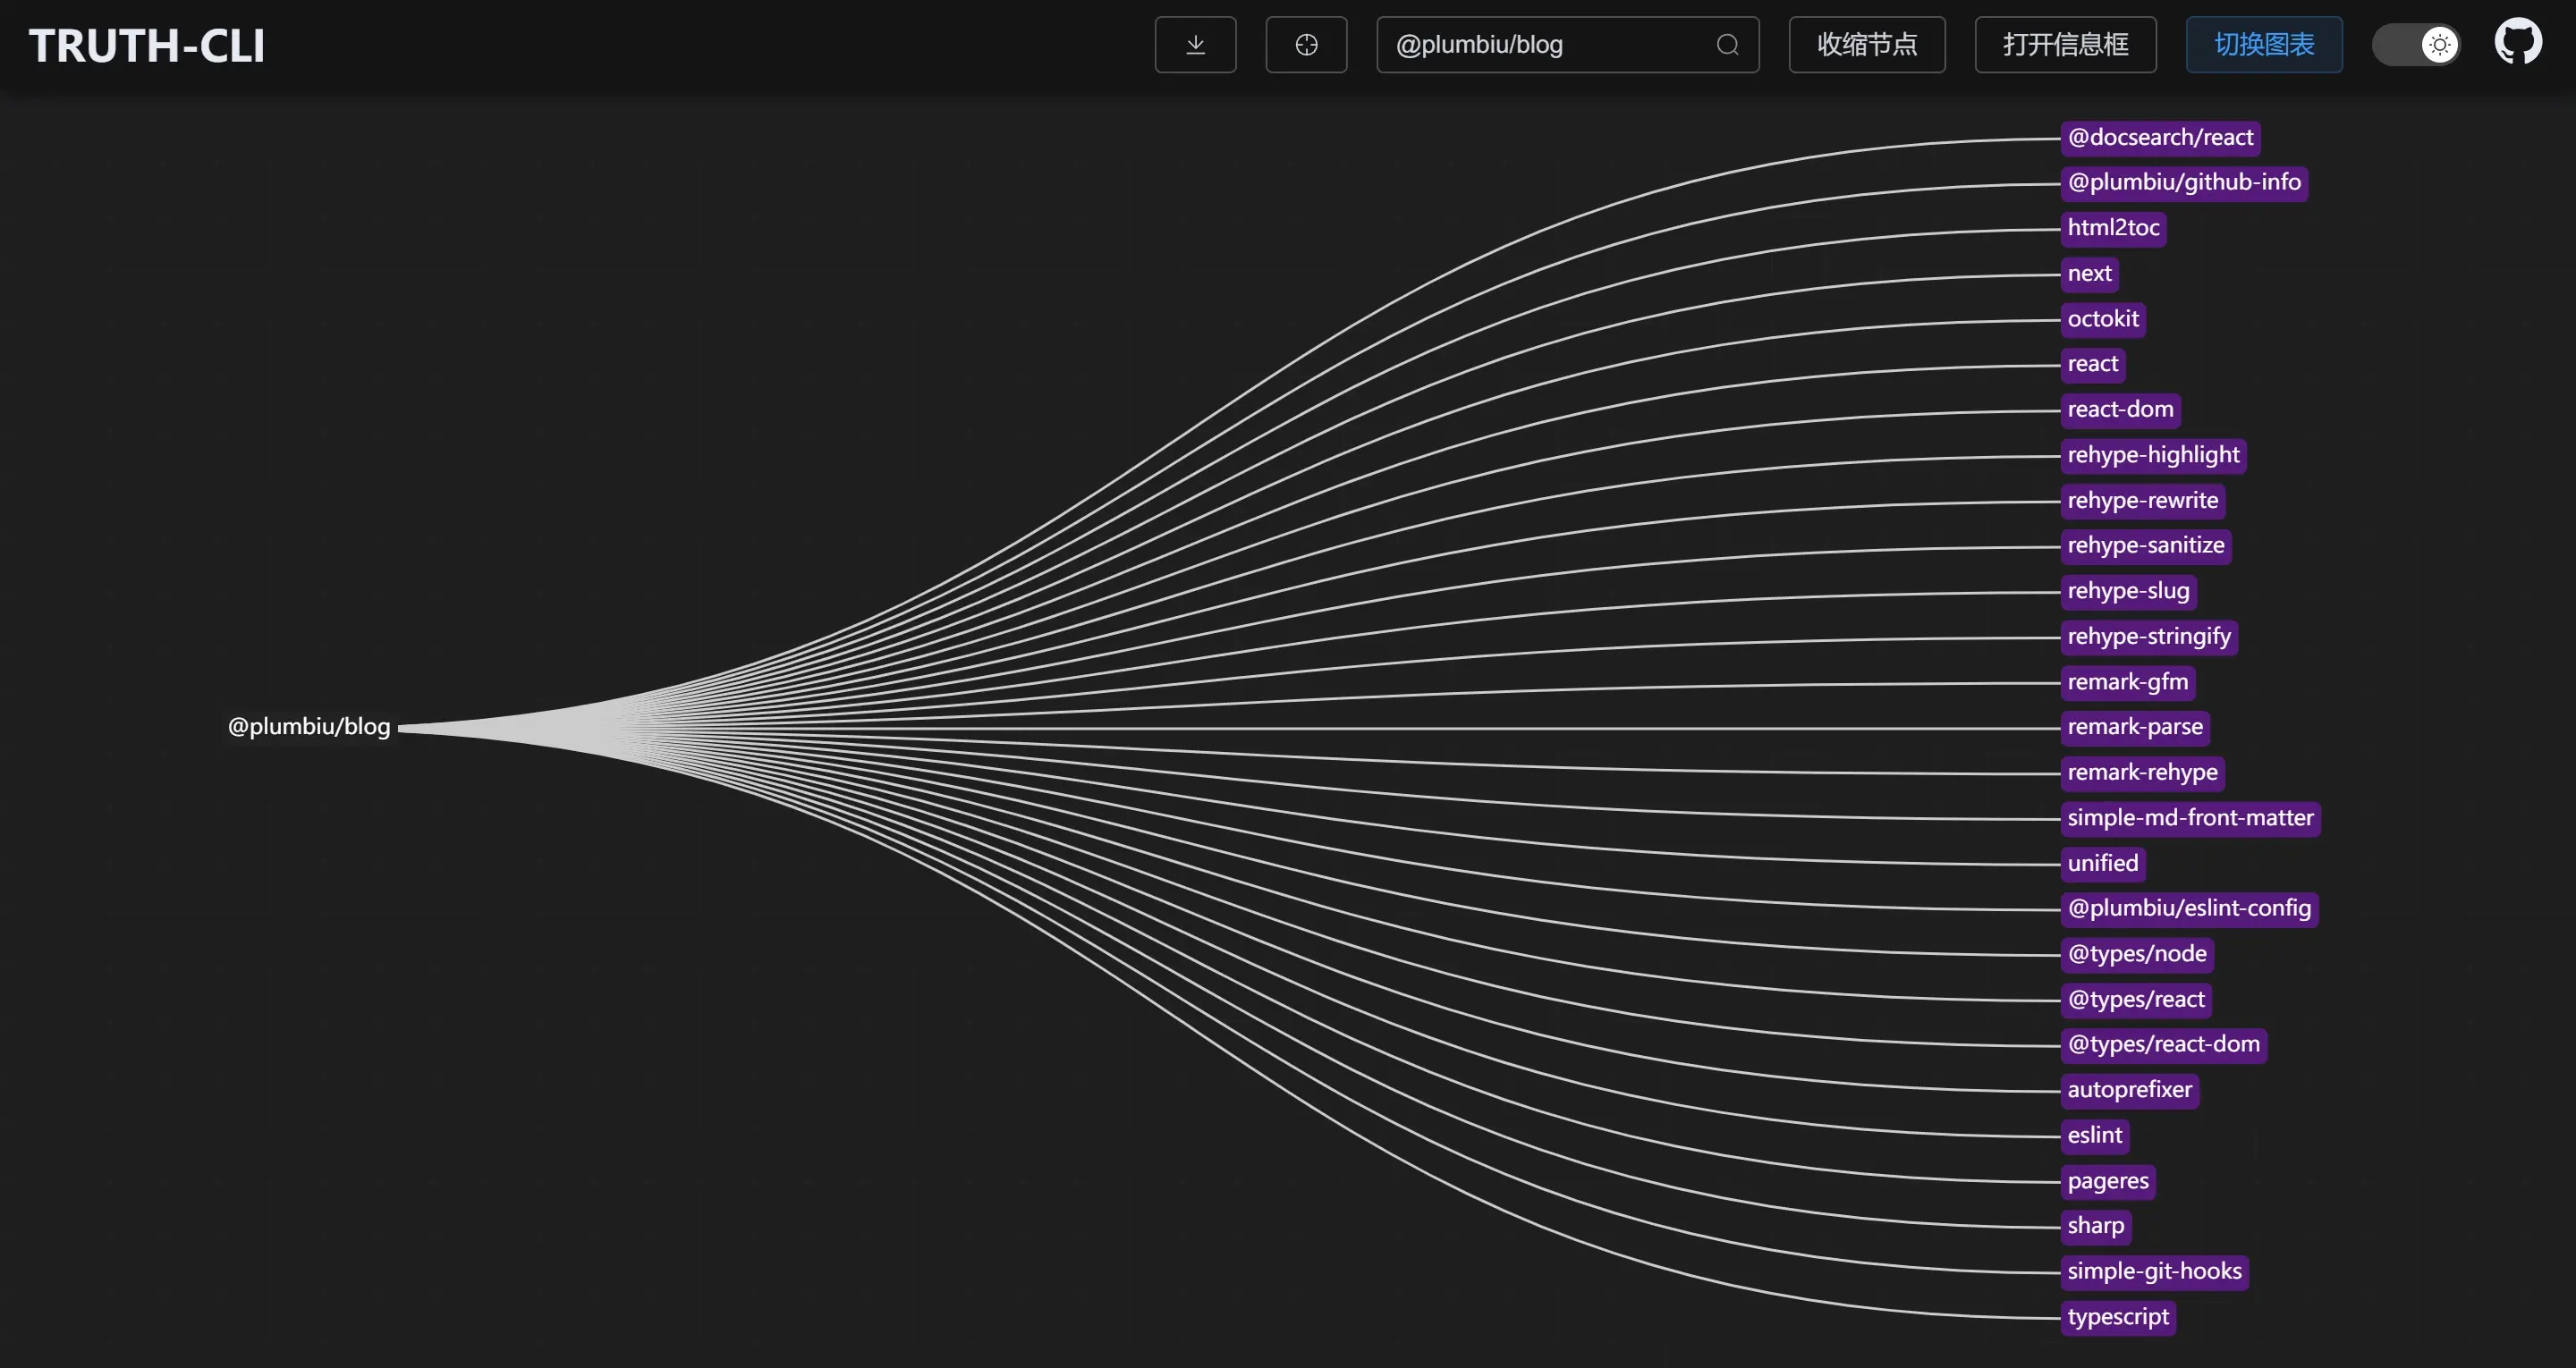 TRUTH-CLI
@plumbiu/blog
收缩节点
打开信息框
切换图表
@plumbiu/blog
@docsearch/react
@plumbiu/github-info
html2toc
next
octokit
react
react-dom
rehype-highlight
rehype-rewrite
rehype-sanitize
rehype-slug
rehype-stringify
remark-gfm
remark-parse
remark-rehype
simple-md-front-matter
unified
@plumbiu/eslint-config
@types/node
@types/react
@types/react-dom
autoprefixer
eslint
pageres
sharp
simple-git-hooks
typescript